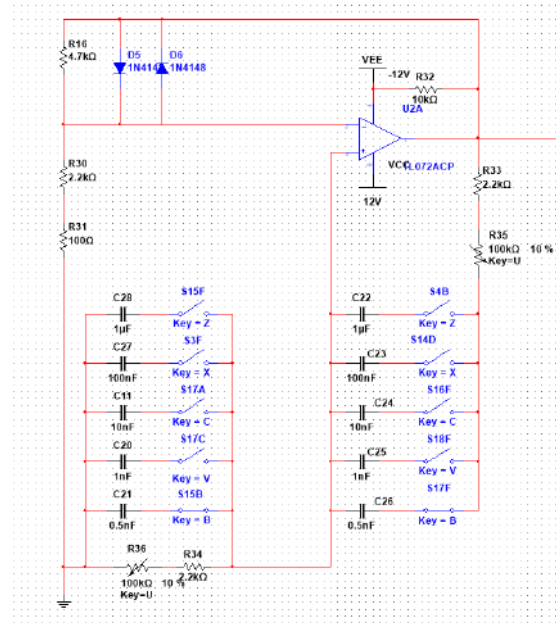 R16
4.7kΩ
D5
1N414
D6
1N4148
VEE
-12V
R32
10kΩ
U2A
VCC
TL072ACP
12V
R30
2.2kΩ
R31
100Ω
R33
2.2kΩ
R35
100kΩ 10 %
Key=U
C28
1µF
S15F
Key = Z
C27
100nF
S3F
Key = X
C11
10nF
S17A
Key = C
C20
1nF
S17C
Key = V
C21
0.5nF
S15B
Key = B
C22
1µF
S4B
Key = Z
C23
100nF
S14D
Key = X
C24
10nF
S16F
Key = C
C25
1nF
S18F
Key = V
C26
0.5nF
S17F
Key = B
R36
100kΩ 10 %
Key=U
R34
2.2kΩ